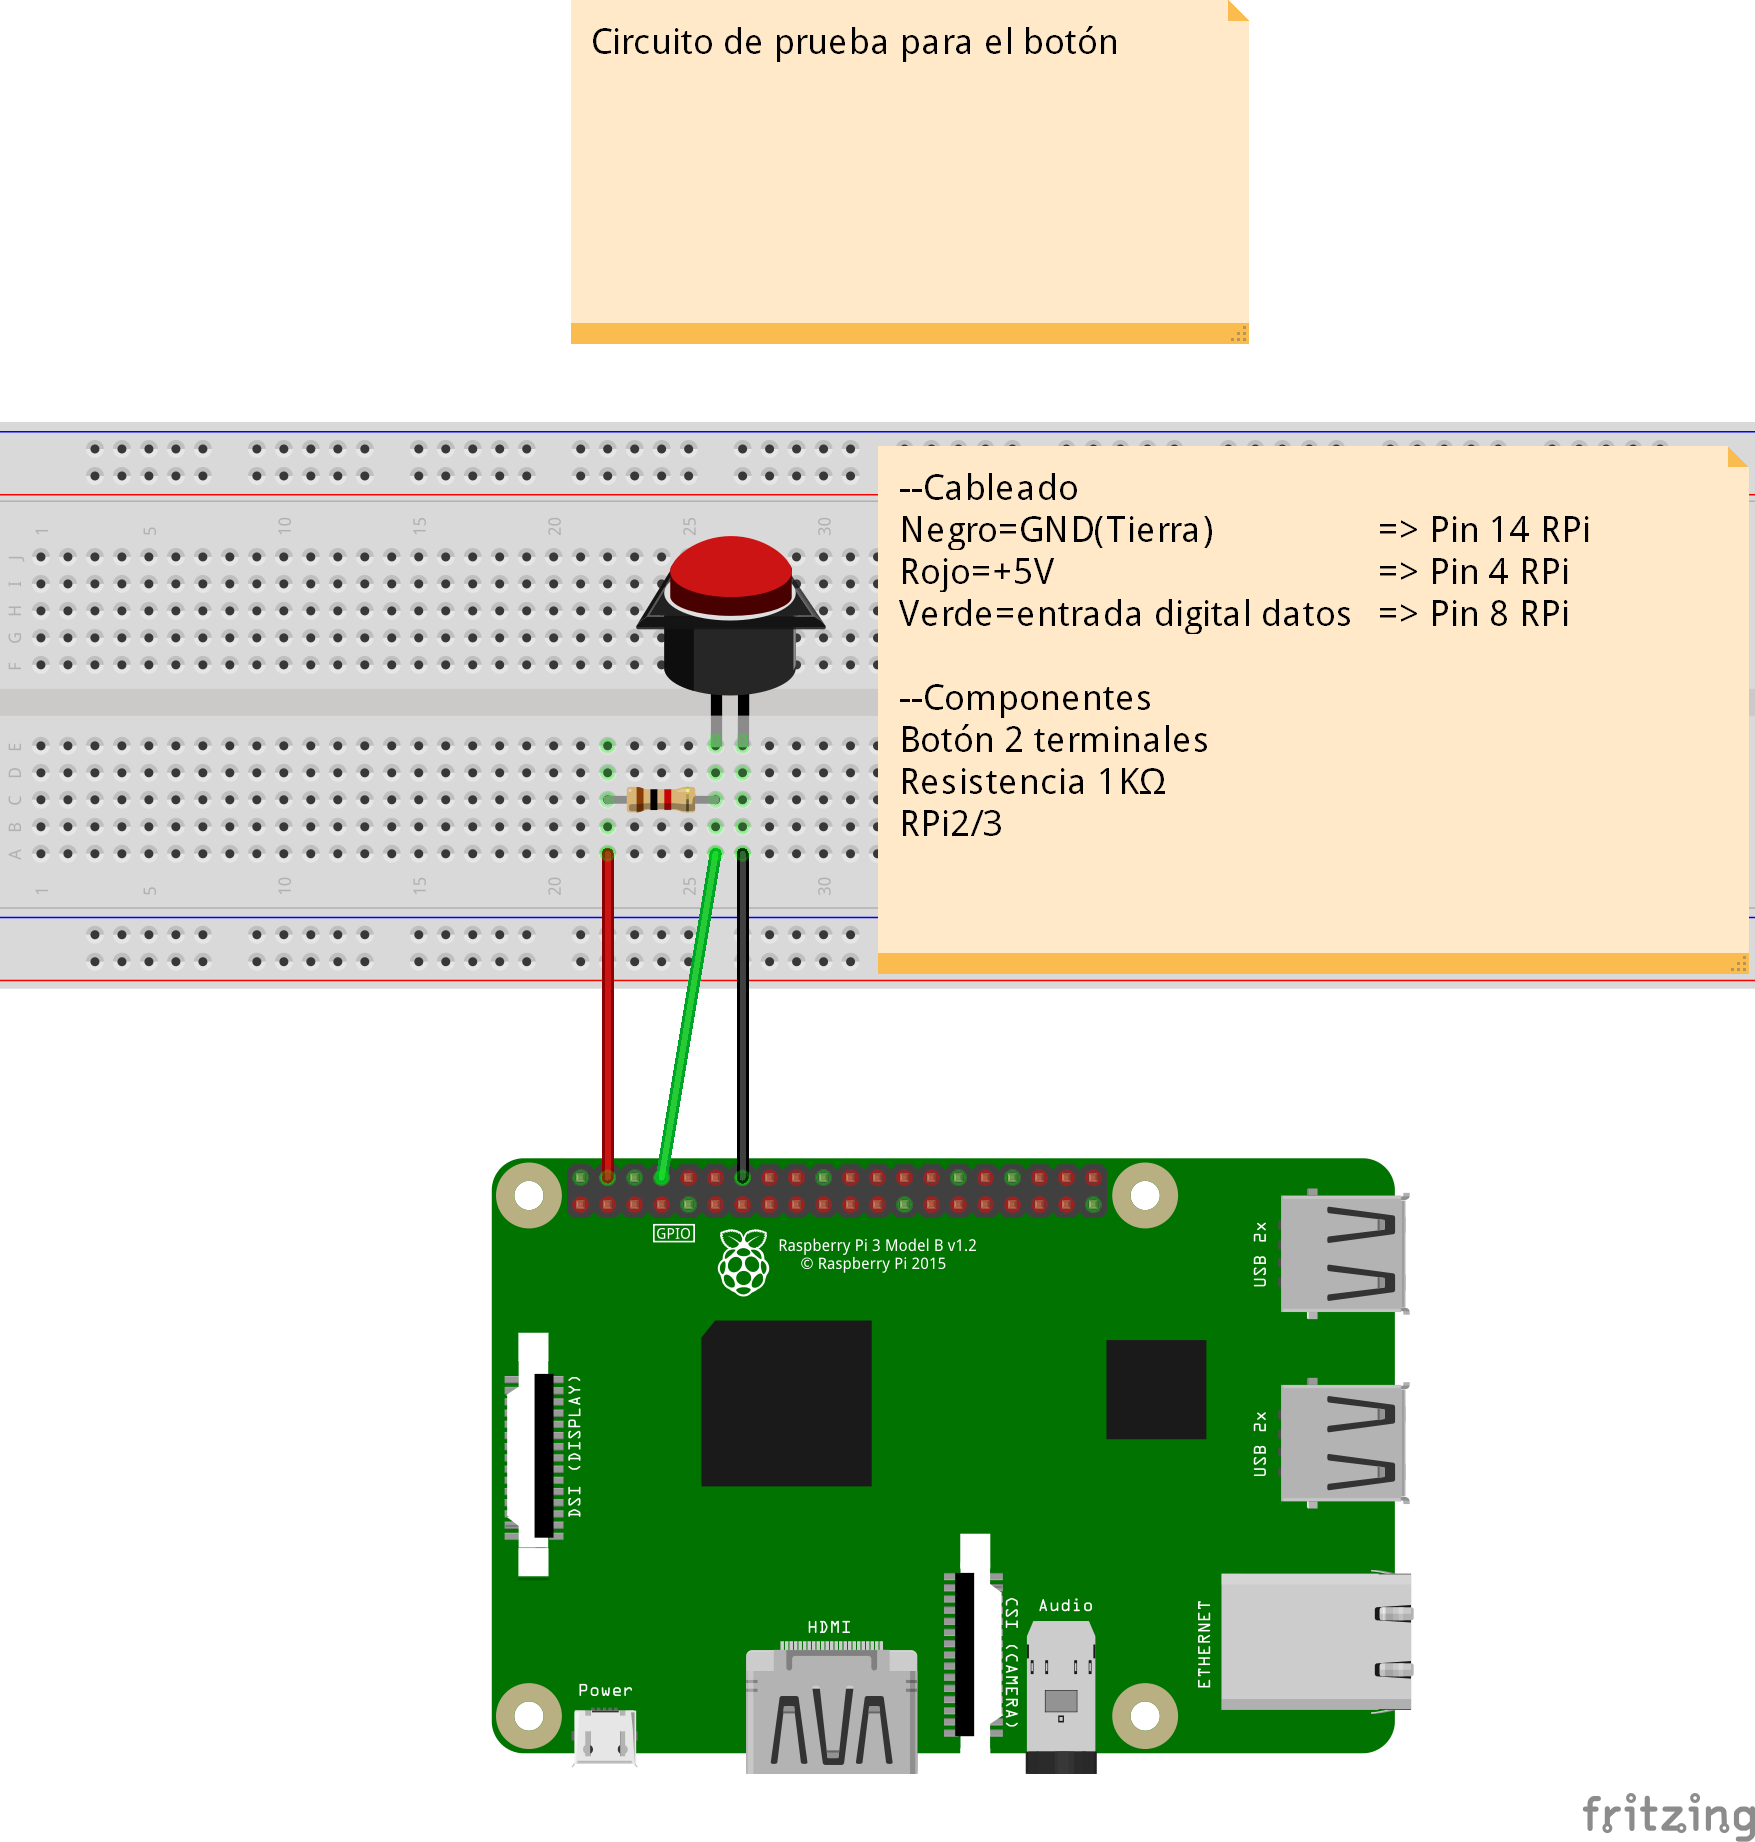 Circuito de prueba para el botón
--Cableado
Negro=GND(Tierra) => Pin 14 RPi
Rojo=+5V => Pin 4 RPi
Verde=entrada digital datos => Pin 8 RPi
--Componentes
Botón 2 terminales
Resistencia 1KΩ
RPi2/3
1 5 10 15 20 25 30
J
I
H
G
F
E
D
C
B
A
1 5 10 15 20 25 30
GPIO
Raspberry Pi 3 Model B v1.2
© Raspberry Pi 2015
USB 2x
DSI (DISPLAY)
USB 2x
HDMI
CSI (CAMERA)
Audio
ETHERNET
Power
fritzing